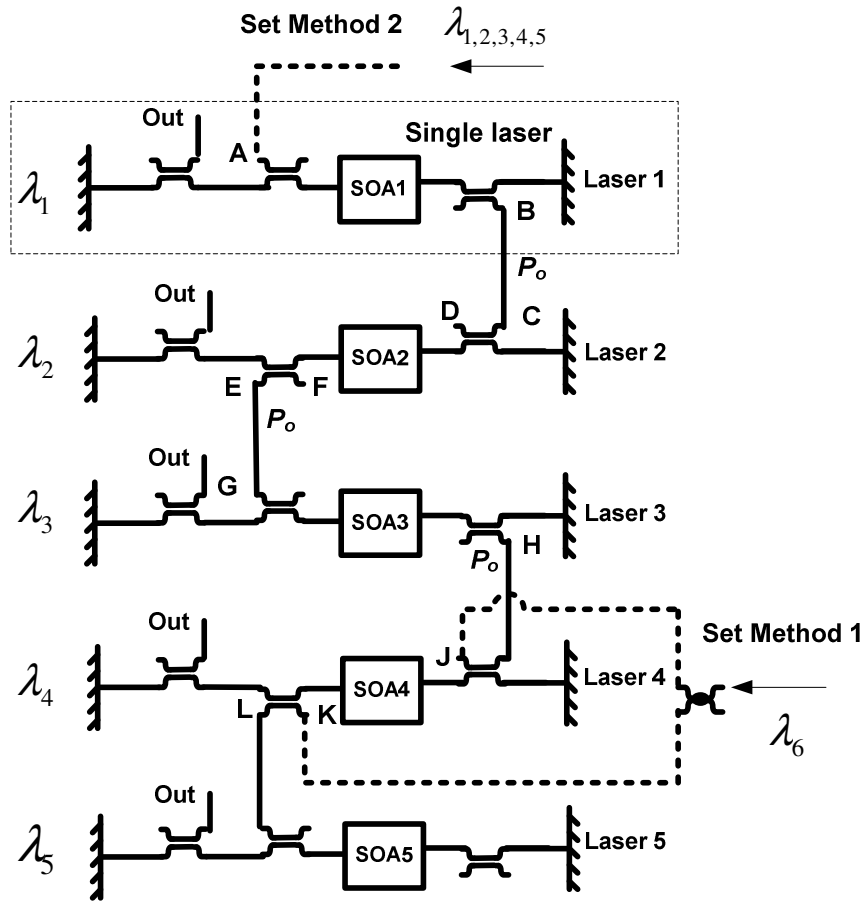 Set Method 2
λ1,2,3,4,5
Out
A
Single laser
λ1
SOA1
Laser 1
B
Po
Out
D
C
λ2
SOA2
Laser 2
E
F
Po
Out
G
λ3
SOA3
Laser 3
Po
H
Out
Set Method 1
J
λ4
SOA4
Laser 4
L
K
λ6
Out
λ5
SOA5
Laser 5